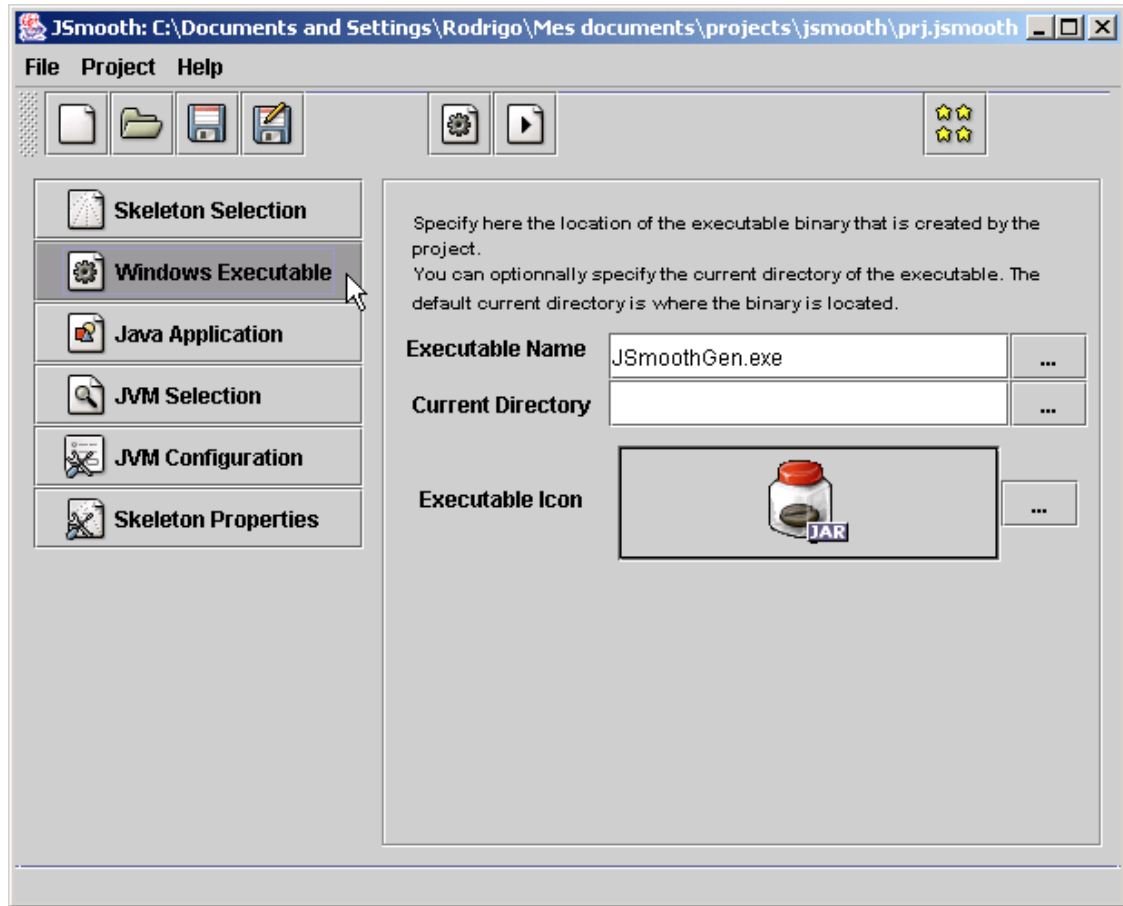 JSmooth: C:\Documents and Settings\Rodrigo\Mes documents\projects\jsmooth\prj.jsmooth
File Project Help
Skeleton Selection
Windows Executable
Java Application
JVM Selection
JVM Configuration
Skeleton Properties
Specify here the location of the executable binary that is created by the
project.
You can optionnally specify the current directory of the executable. The
default current directory is where the binary is located.
Executable Name JSmoothGen.exe ...
Current Directory ...
Executable Icon ...
JAR